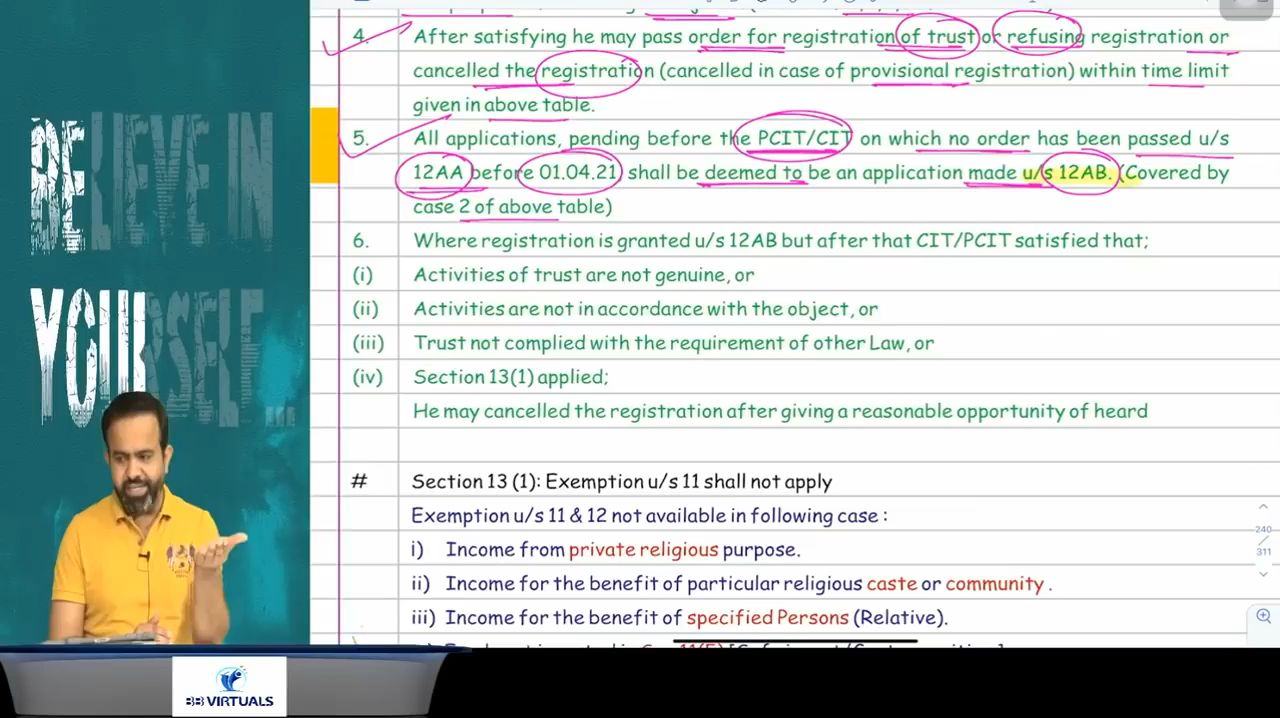 BELIEVE IN
YOURSELF...
4. After satisfying he may pass order for registration of trust or refusing registration or
cancelled the registration (cancelled in case of provisional registration) within time limit
given in above table.
5. All applications, pending before the PCIT/CIT on which no order has been passed u/s
12AA before 01.04.21 shall be deemed to be an application made u/s 12AB. (Covered by
case 2 of above table)
6. Where registration is granted u/s 12AB but after that CIT/PCIT satisfied that;
(i) Activities of trust are not genuine, or
(ii) Activities are not in accordance with the object, or
(iii) Trust not complied with the requirement of other Law, or
(iv) Section 13(1) applied;
He may cancelled the registration after giving a reasonable opportunity of heard
# Section 13 (1): Exemption u/s 11 shall not apply
Exemption u/s 11 & 12 not available in following case :
i) Income from private religious purpose.
ii) Income for the benefit of particular religious caste or community .
iii) Income for the benefit of specified Persons (Relative).
240
311
BB VIRTUALS